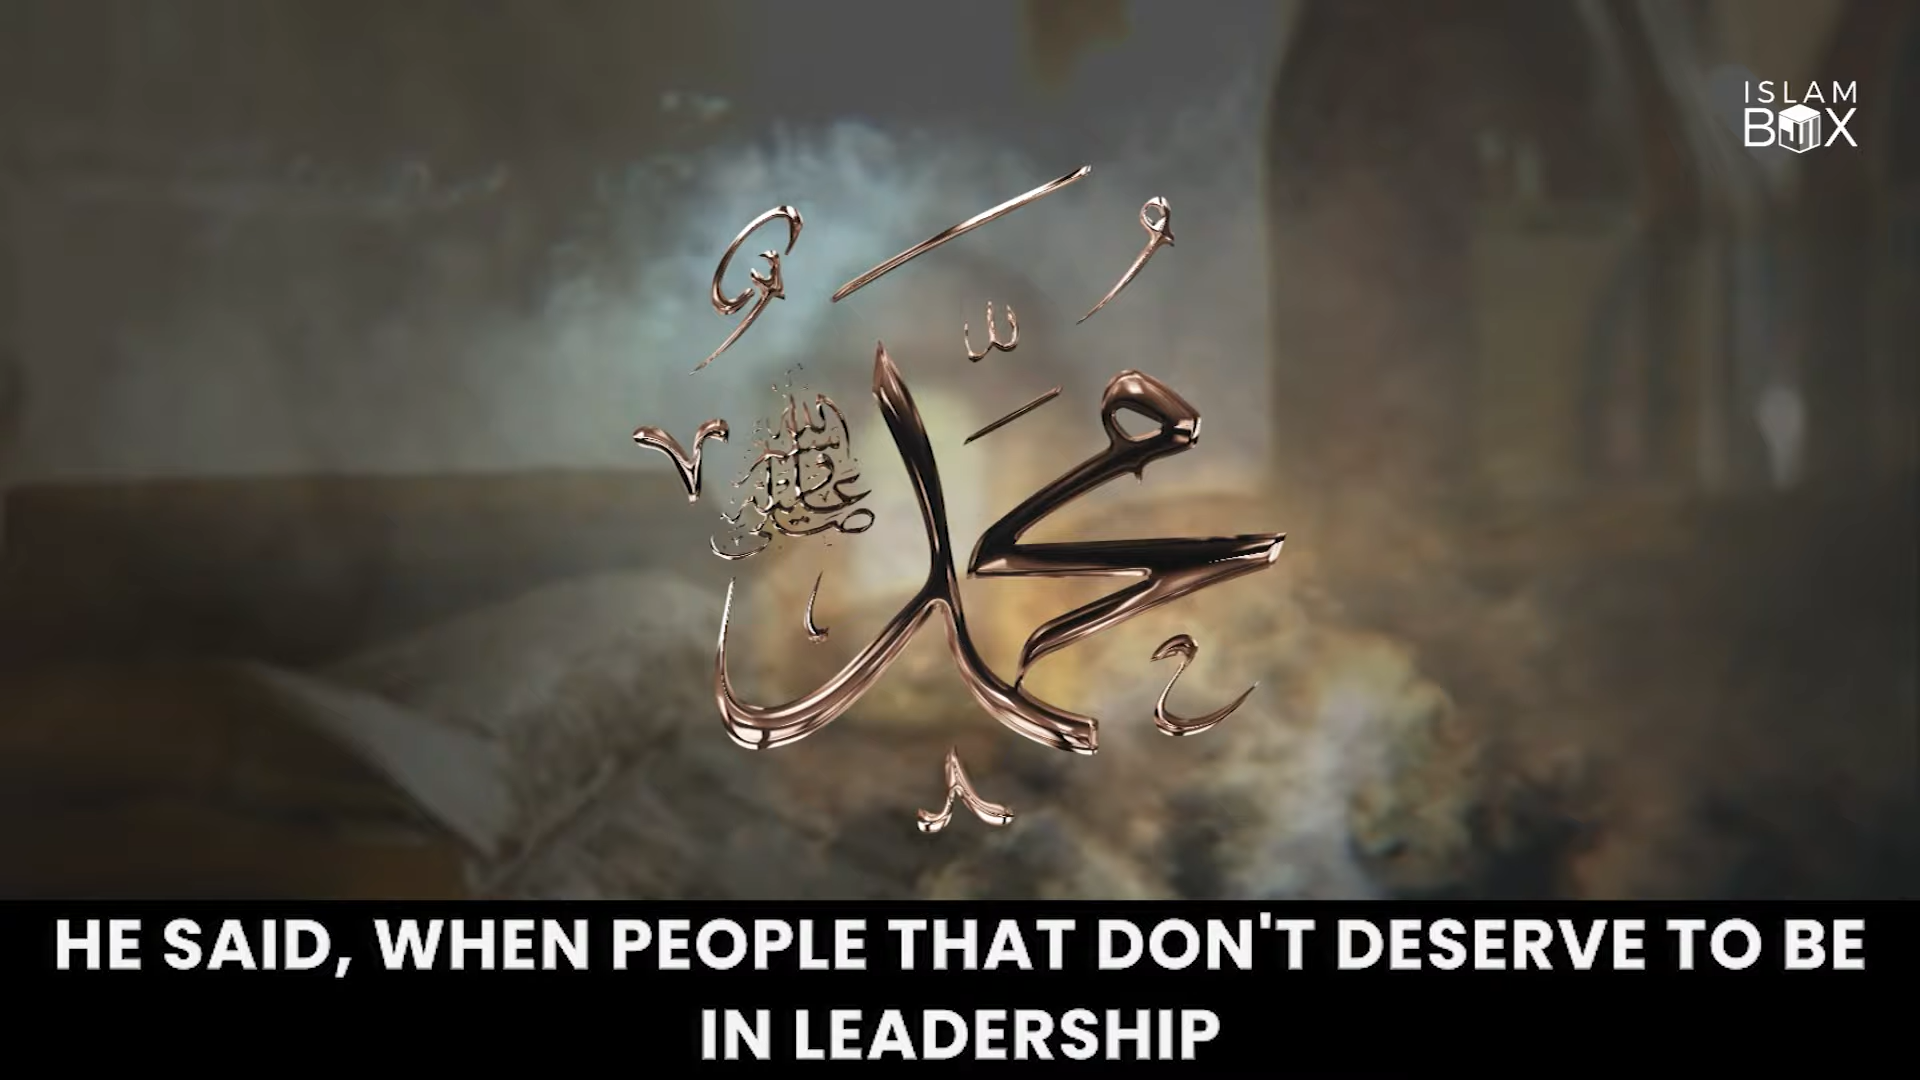 ISLAM
BOX
محمد
صلى الله عليه وسلم
HE SAID, WHEN PEOPLE THAT DON'T DESERVE TO BE
IN LEADERSHIP